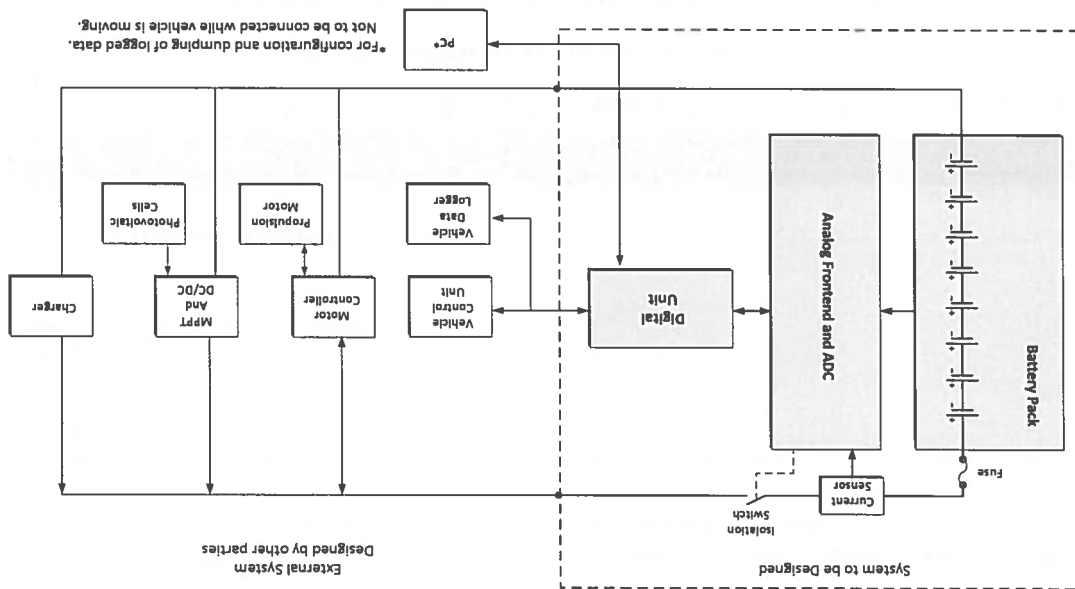 System to be Designed
External System
Designed by other parties
Isolation
Switch
Fuse
Current
Sensor
Battery Pack
Analog Frontend and ADC
Digital
Unit
Vehicle
Control
Unit
Motor
Controller
MPPT
And
DC/DC
Charger
Vehicle
Data
Logger
Propulsion
Motor
Photovoltaic
Cells
PC*
*For configuration and dumping of logged data.
Not to be connected while vehicle is moving.